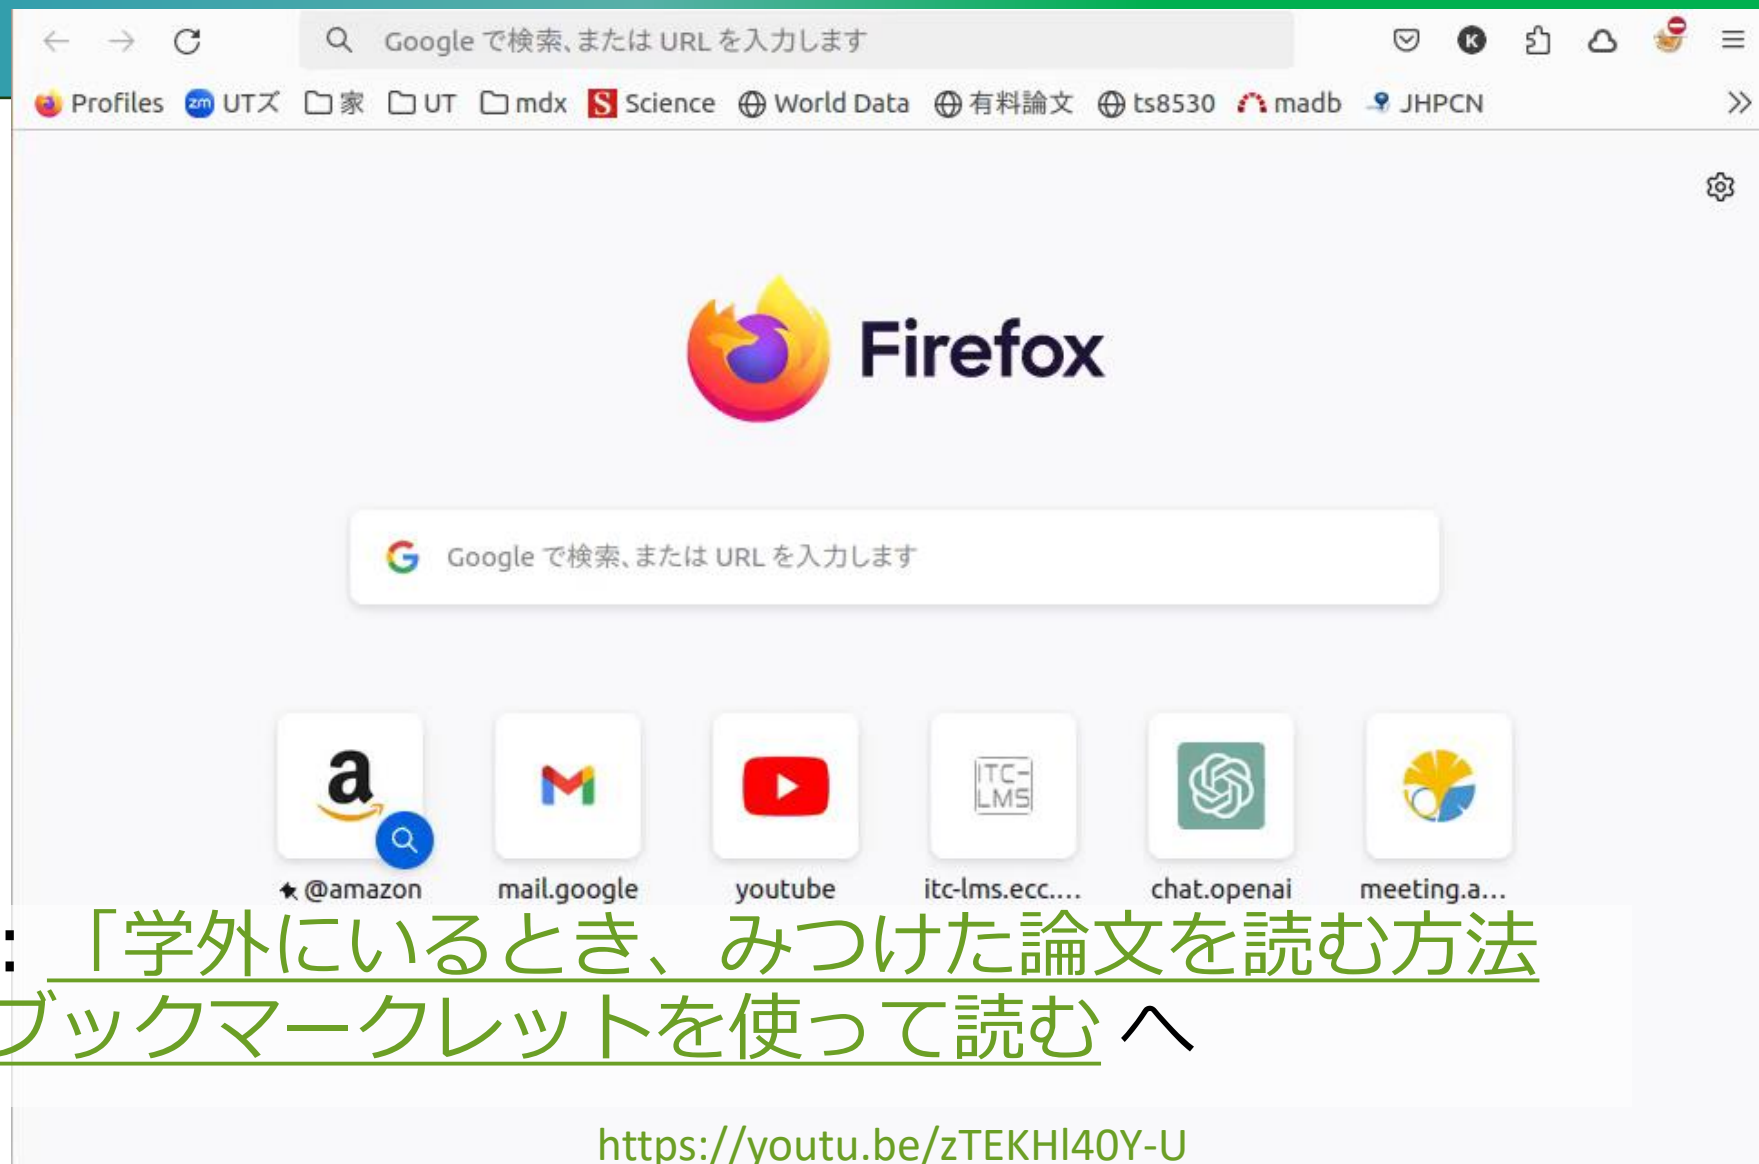 Google で検索、または URL を入力します
K
Profiles zm UTズ 家 UT mdx S Science World Data 有料論文 ts8530 madb JHPCN
Firefox
Google で検索、または URL を入力します
ITC-
LMS
@amazon mail.google youtube itc-lms.ecc.... chat.openai meeting.a...
:「学外にいるとき、みつけた論文を読む方法
ブックマークレットを使って読む へ
https://youtu.be/zTEKHl40Y-U